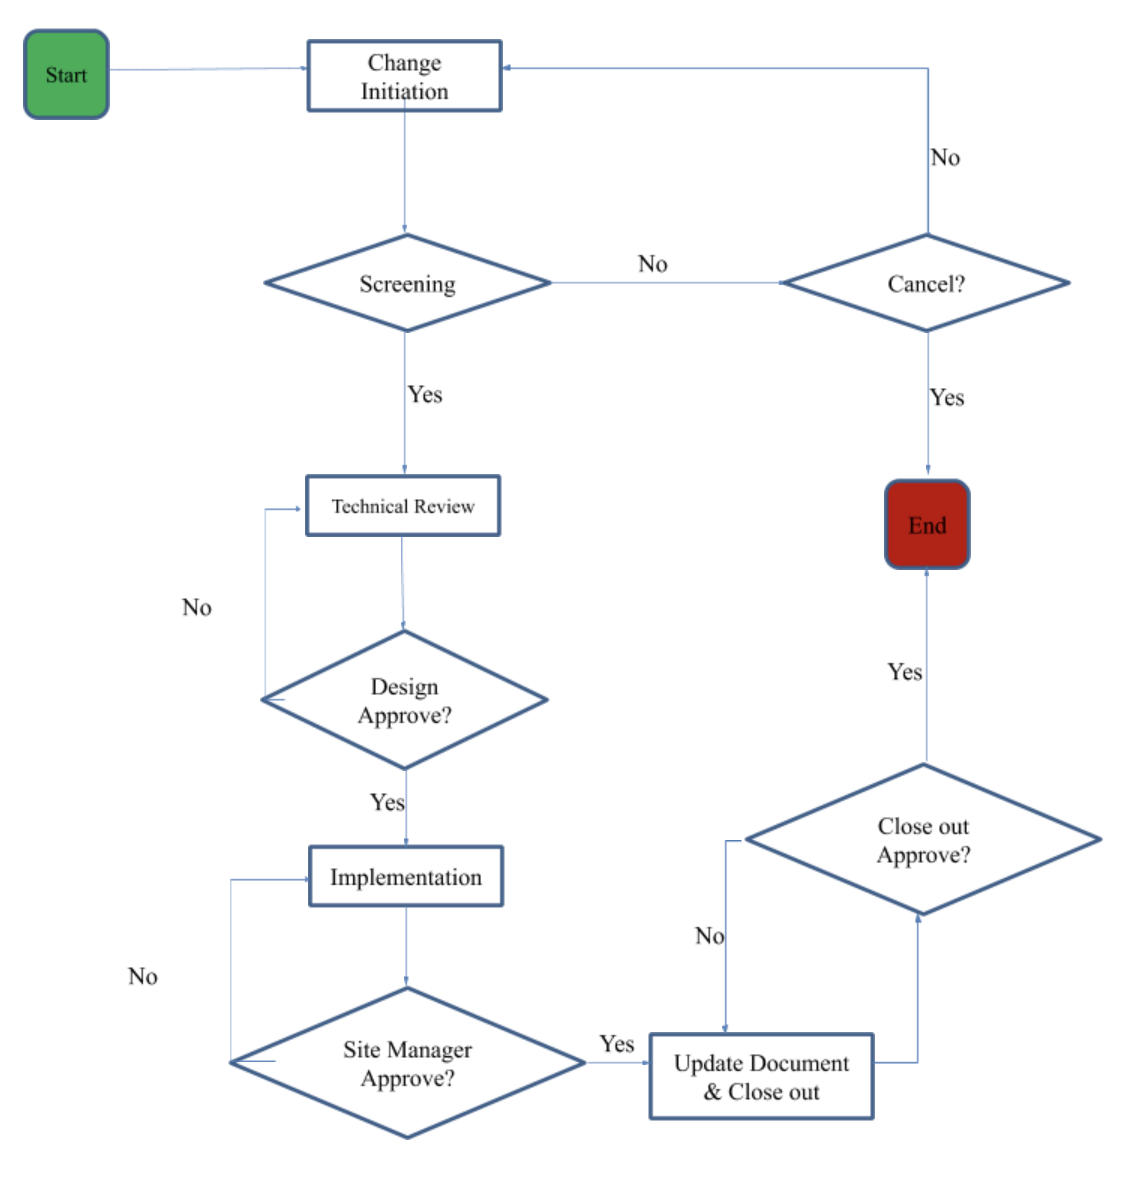 Start
Change
Initiation
No
Screening
No
Cancel?
Yes
Yes
Technical Review
End
No
Yes
Design
Approve?
Yes
Close out
Approve?
Implementation
No
No
Site Manager
Approve?
Yes
Update Document
& Close out